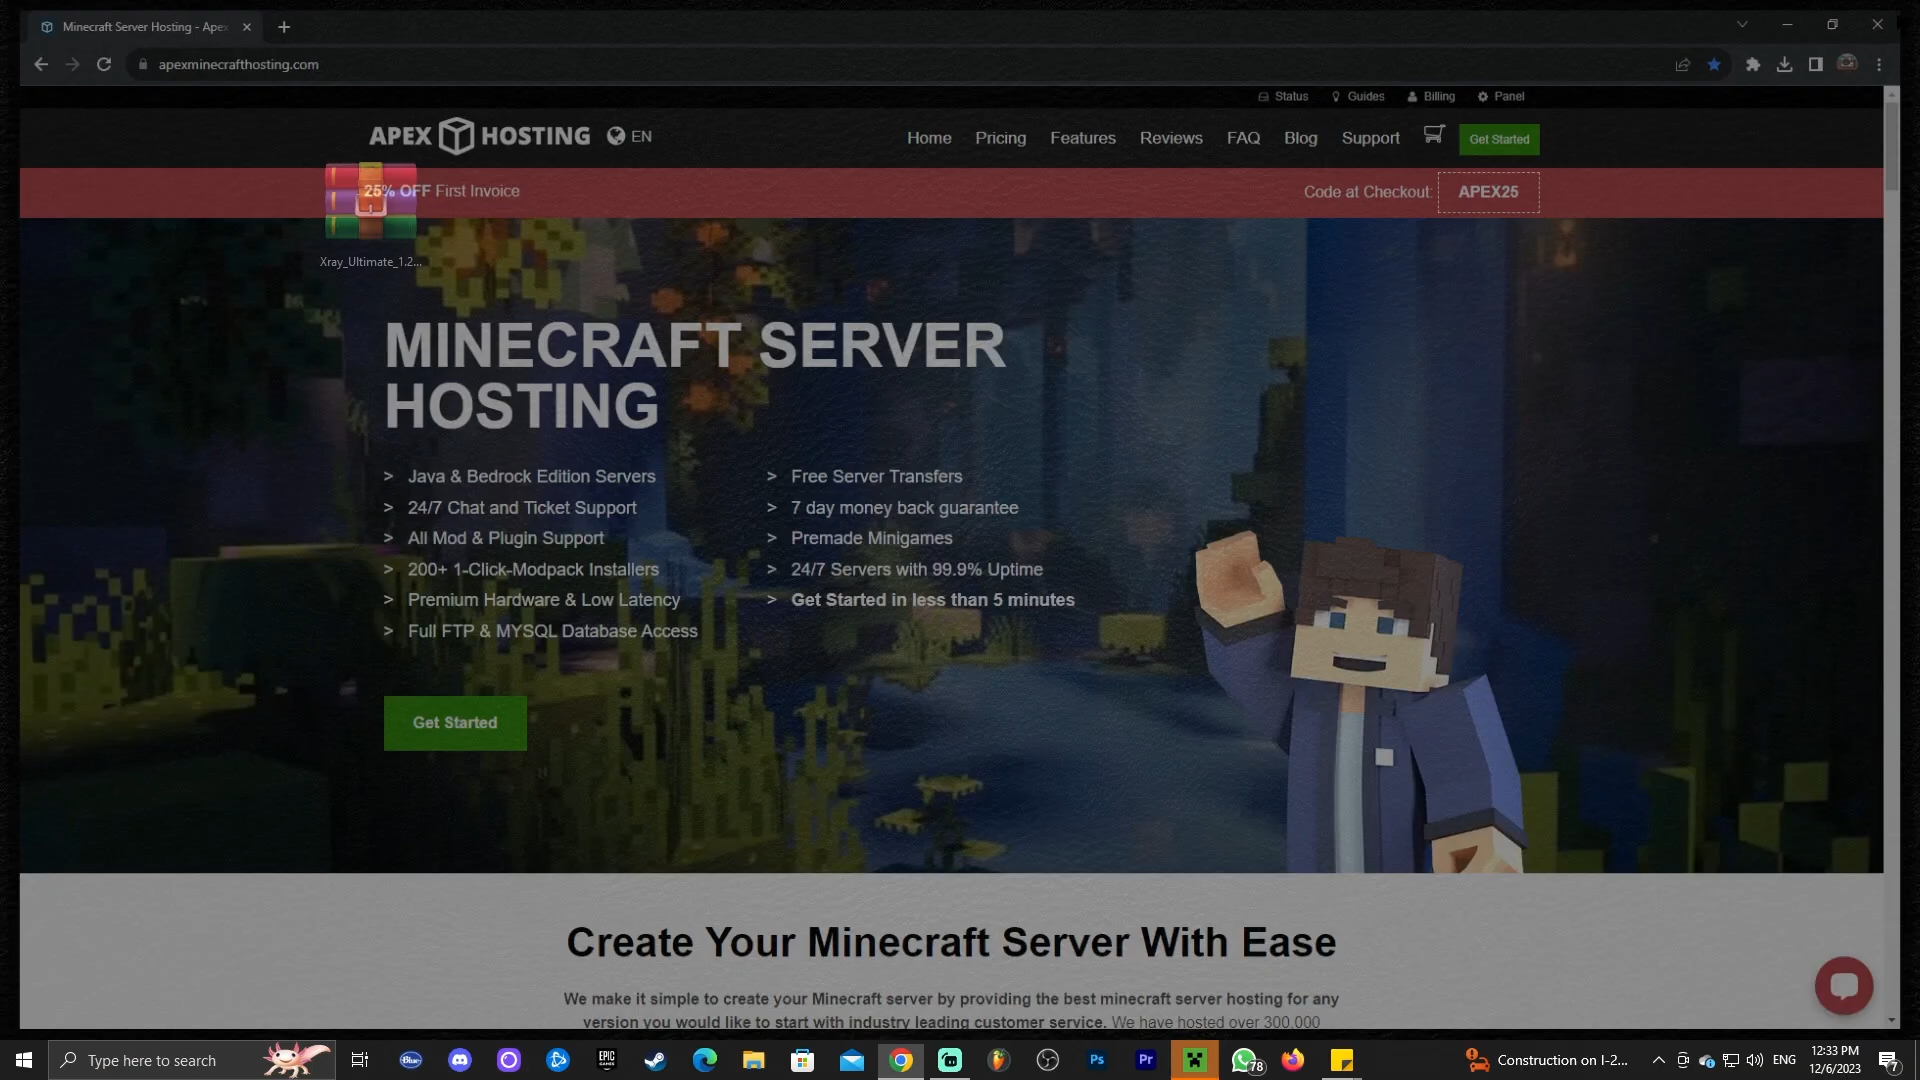 Minecraft Server Hosting - Apex
apexminecrafthosting.com
Status
Guides
Billing
Panel
APEX HOSTING
EN
Home
Pricing
Features
Reviews
FAQ
Blog
Support
Get Started
25% OFF First Invoice
Code at Checkout:
APEX25
Xray_Ultimate_1.2...
MINECRAFT SERVER
HOSTING
> Java & Bedrock Edition Servers
> 24/7 Chat and Ticket Support
> All Mod & Plugin Support
> 200+ 1-Click-Modpack Installers
> Premium Hardware & Low Latency
> Full FTP & MYSQL Database Access
> Free Server Transfers
> 7 day money back guarantee
> Premade Minigames
> 24/7 Servers with 99.9% Uptime
> Get Started in less than 5 minutes
Get Started
Create Your Minecraft Server With Ease
We make it simple to create your Minecraft server by providing the best minecraft server hosting for any
version you would like to start with industry leading customer service. We have hosted over 300,000
Type here to search
Blue
EPIC
GAMES
Ps
Pr
78
Construction on I-2...
ENG
12:33 PM
12/6/2023
7